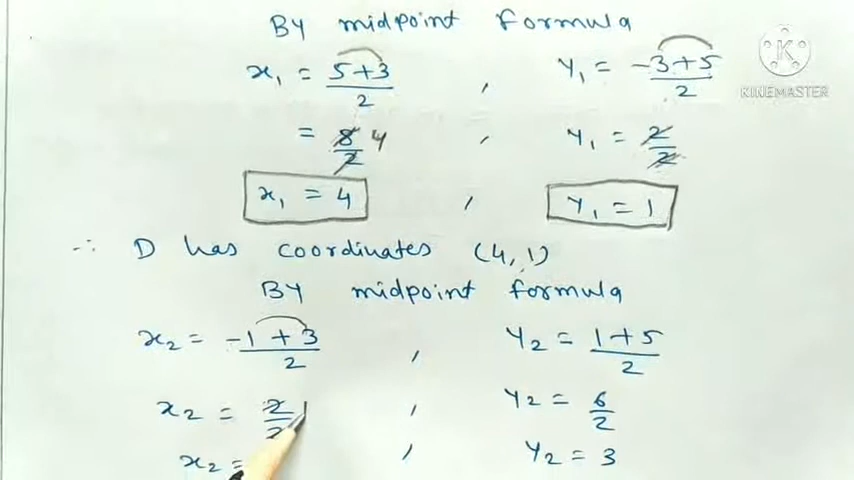 By midpoint formula
x₁ = 5+3/2 , y₁ = -3+5/2
KINEMASTER
= 8/2 4 , y₁ = 2/2
x₁ = 4 , y₁ = 1
∴ D has coordinates (4,1)
By midpoint formula
x₂ = -1+3/2 , y₂ = 1+5/2
x₂ = 2/2 1 , y₂ = 6/2
x₂ = , y₂ = 3